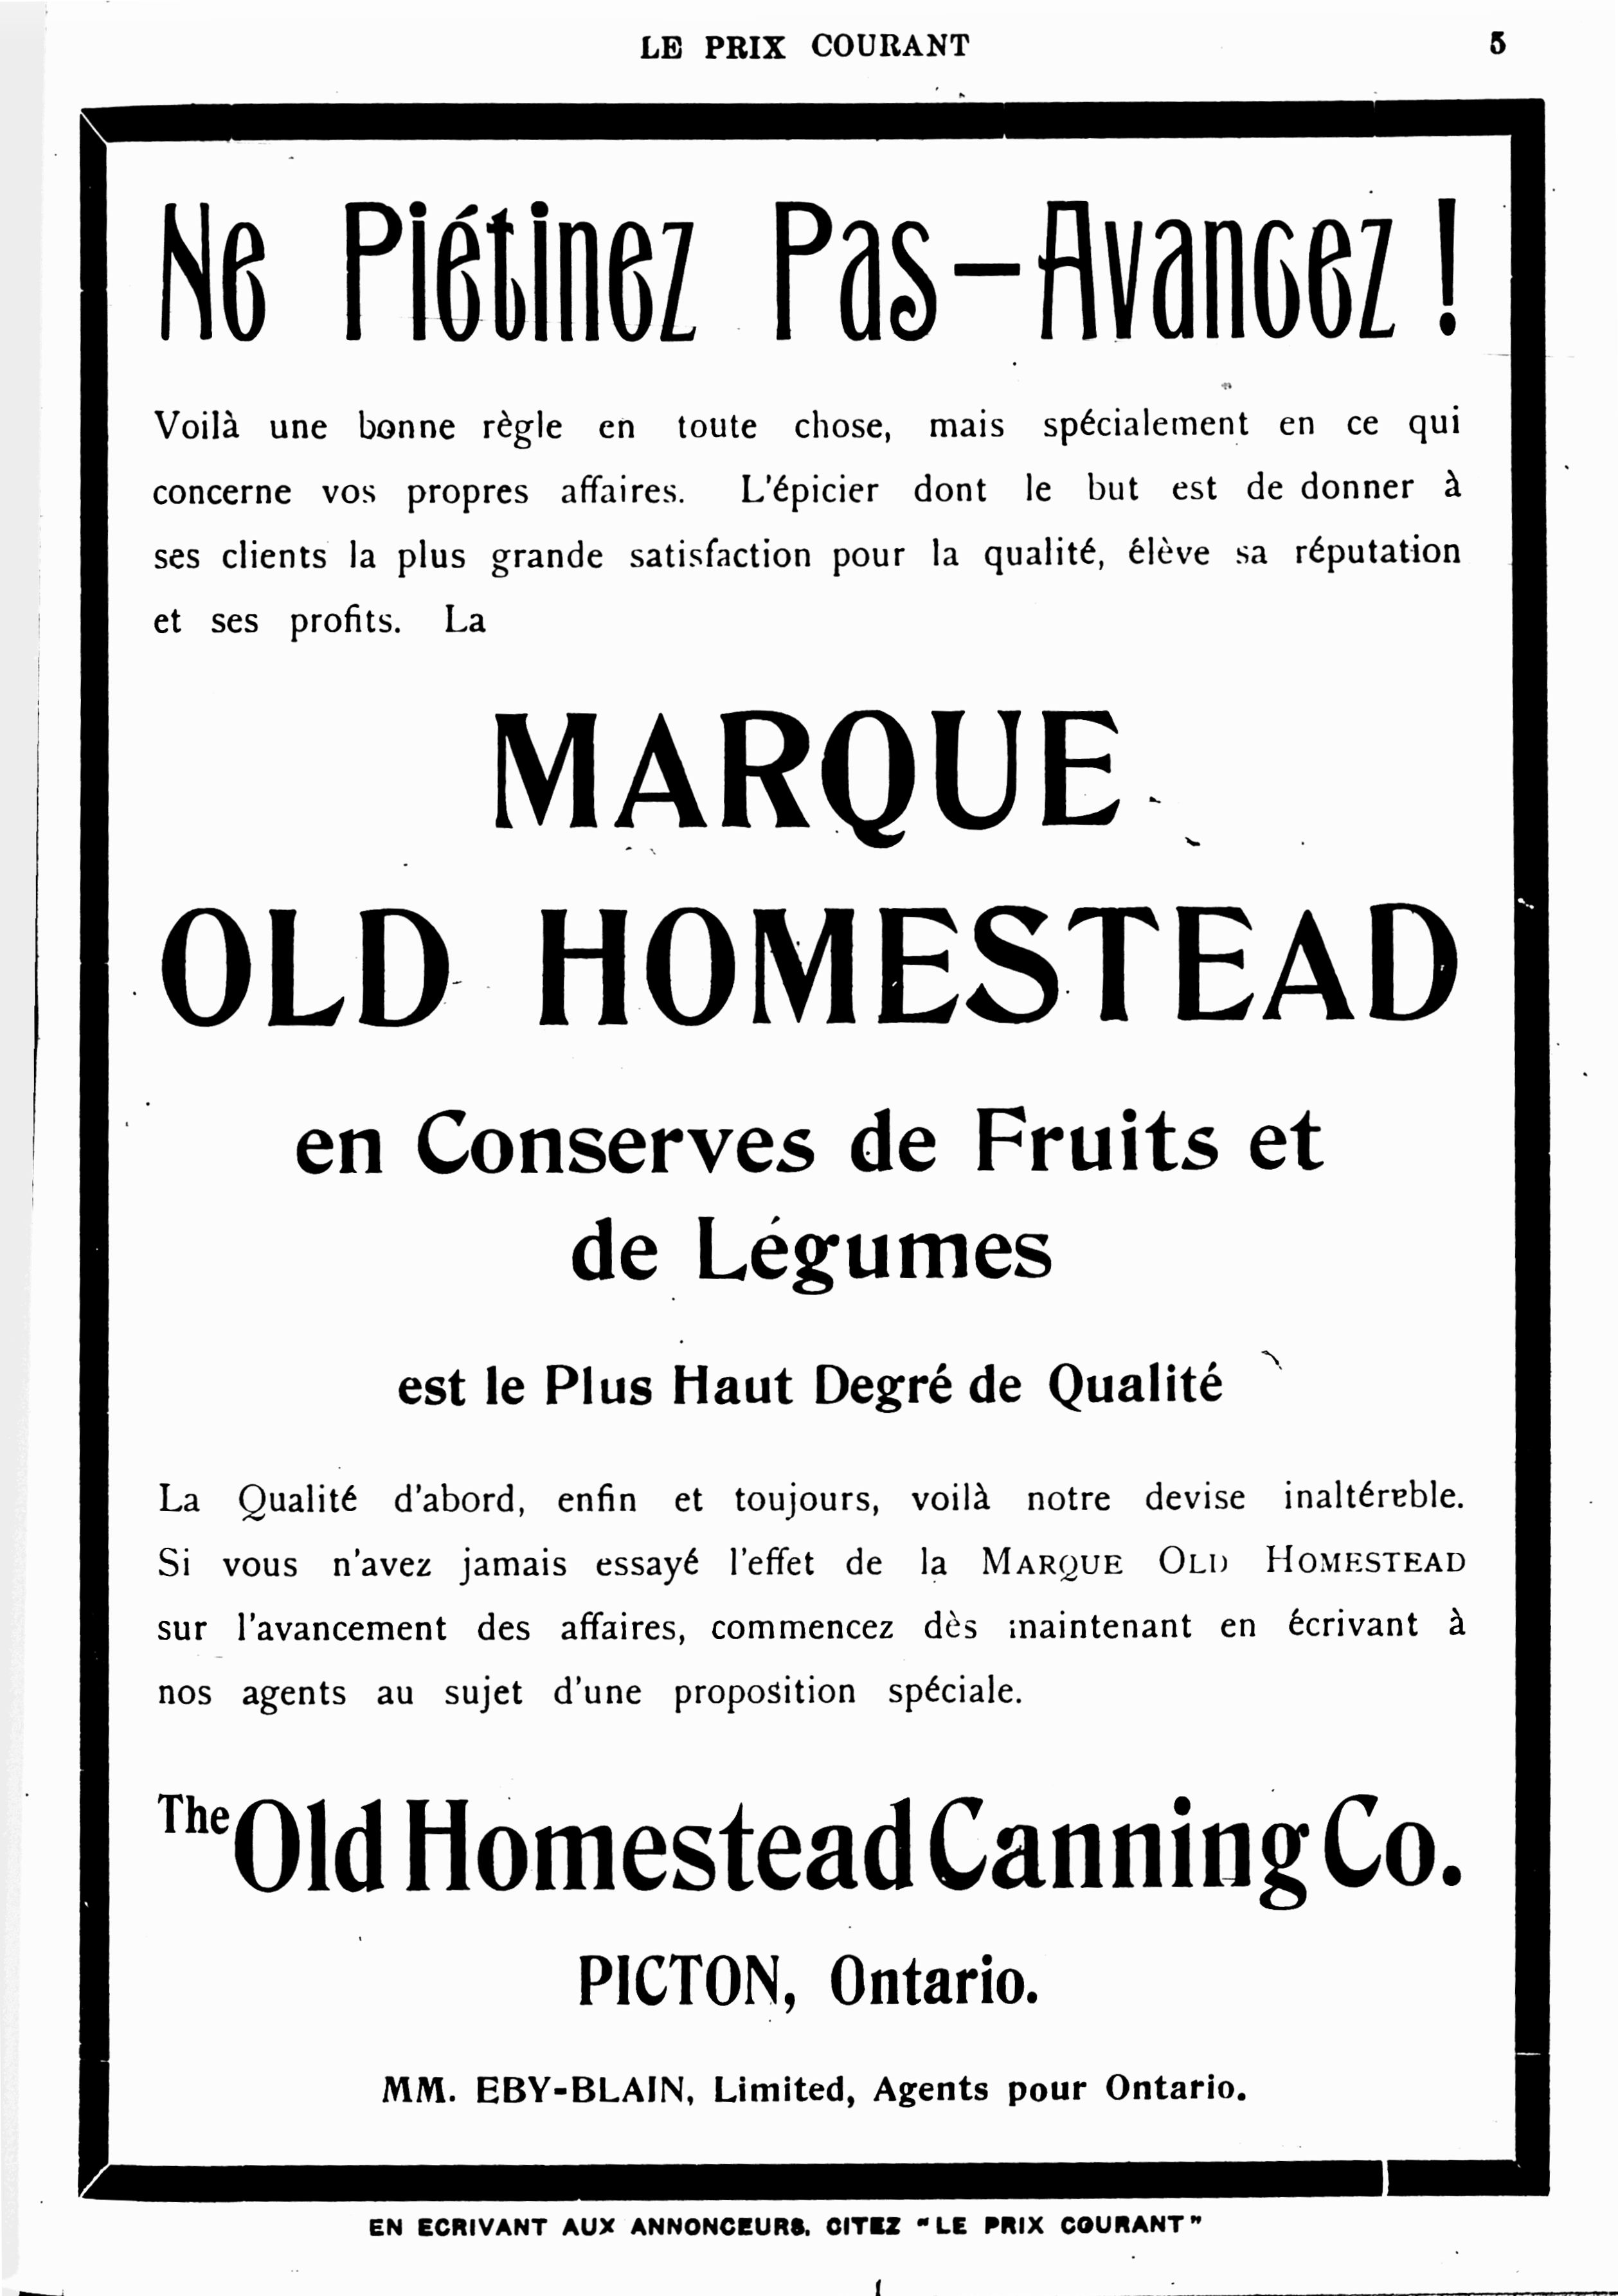 LE PRIX COURANT 5
Ne Piétinez Pas—Avancez !
Voilà une bonne règle en toute chose, mais spécialement en ce qui
concerne vos propres affaires. L'épicier dont le but est de donner à
ses clients la plus grande satisfaction pour la qualité, élève sa réputation
et ses profits. La
MARQUE
OLD HOMESTEAD
en Conserves de Fruits et
de Légumes
est le Plus Haut Degré de Qualité
La Qualité d'abord, enfin et toujours, voilà notre devise inaltérable.
Si vous n'avez jamais essayé l'effet de la MARQUE OLD HOMESTEAD
sur l'avancement des affaires, commencez dès maintenant en écrivant à
nos agents au sujet d'une proposition spéciale.
The Old Homestead Canning Co.
PICTON, Ontario.
MM. EBY-BLAIN, Limited, Agents pour Ontario.
EN ECRIVANT AUX ANNONCEURS, CITEZ "LE PRIX COURANT"